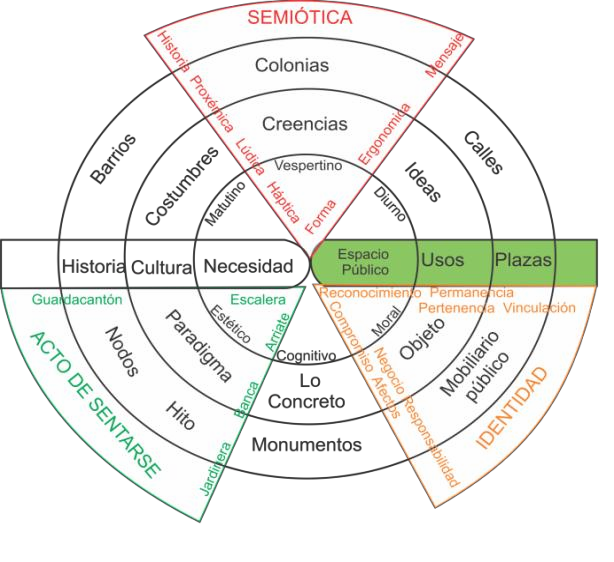 SEMIÓTICA
Historia
Mensaje
Colonias
Proxémica
Creencias
Ergonomica
Barrios
Calles
Costumbres
Ideas
Lúdica
Vespertino
Matutino
Háptica
Forma
Diurno
Historia
Cultura
Necesidad
Espacio
Público
Usos
Plazas
Guardacantón
Escalera
Reconocimiento
Permanencia
Pertenencia
Vinculación
Estético
Arriate
Compromiso
Moral
Nodos
Paradigma
Cognitivo
Negocio
Objeto
Mobiliario
público
ACTO DE SENTARSE
Lo
Concreto
Afectos
Banca
Hito
Responsabilidad
IDENTIDAD
Monumentos
Jardinera